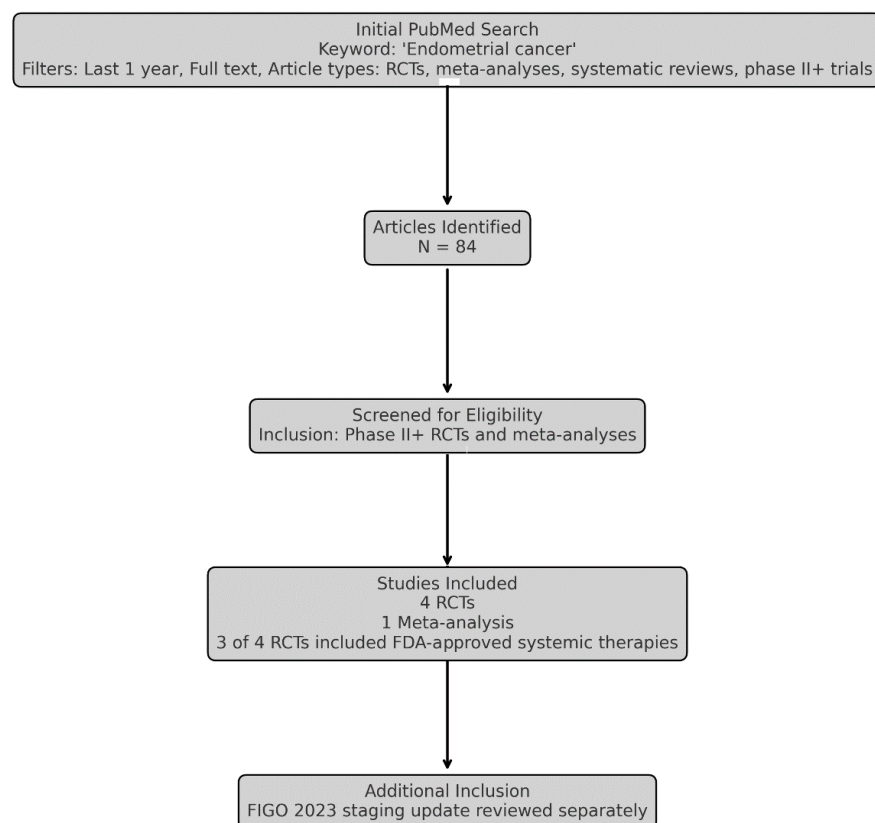 Initial PubMed Search
Keyword: 'Endometrial cancer'
Filters: Last 1 year, Full text, Article types: RCTs, meta-analyses, systematic reviews, phase II+ trials
Articles Identified
N = 84
Screened for Eligibility
Inclusion: Phase II+ RCTs and meta-analyses
Studies Included
4 RCTs
1 Meta-analysis
3 of 4 RCTs included FDA-approved systemic therapies
Additional Inclusion
FIGO 2023 staging update reviewed separately